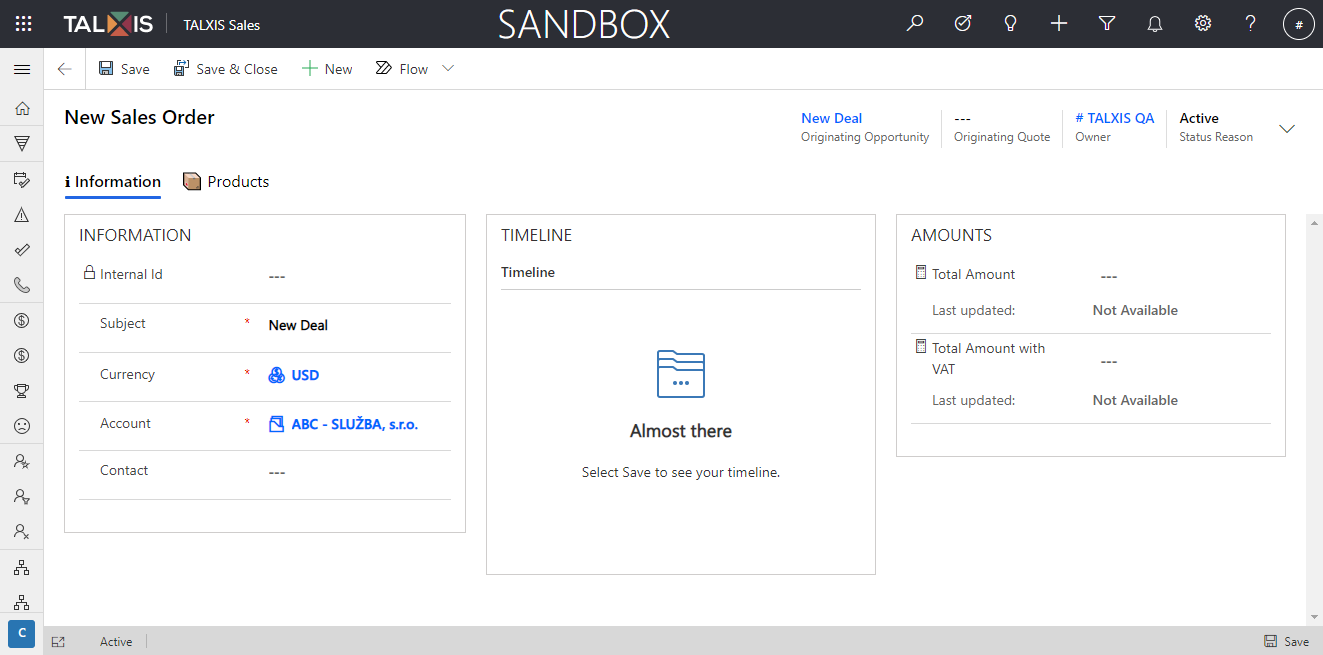 TALXIS
TALXIS Sales
SANDBOX
#
Save
Save & Close
New
Flow
New Sales Order
New Deal
Originating Opportunity
---
Originating Quote
# TALXIS QA
Owner
Active
Status Reason
Information
Products
INFORMATION
Internal Id
---
Subject
*
New Deal
Currency
*
USD
Account
*
ABC - SLUŽBA, s.r.o.
Contact
---
TIMELINE
Timeline
Almost there
Select Save to see your timeline.
AMOUNTS
Total Amount
---
Last updated:
Not Available
Total Amount with
VAT
---
Last updated:
Not Available
C
Active
Save